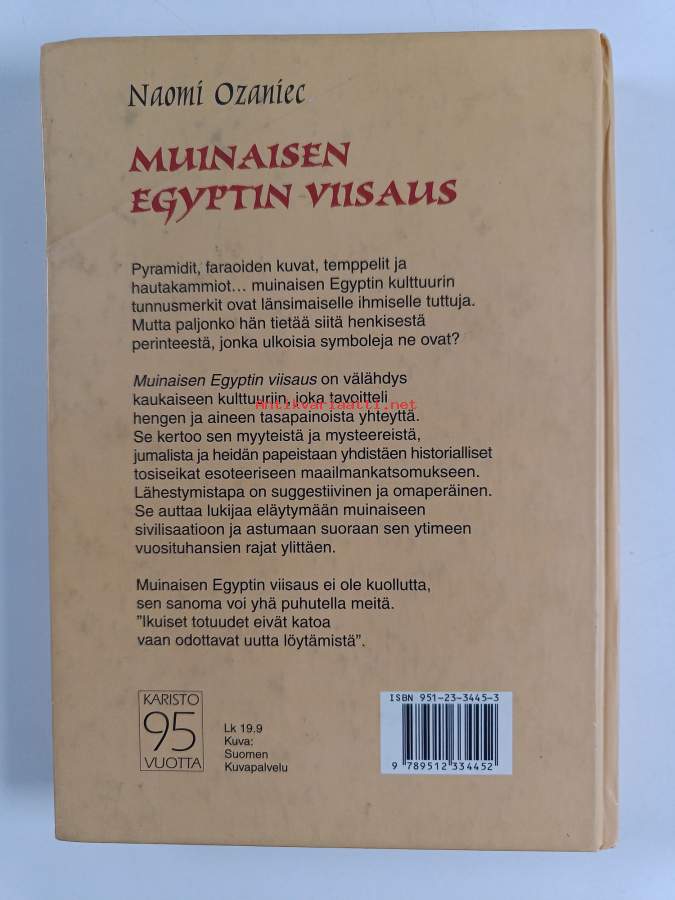 Naomi Ozaniec
MUINAISEN
EGYPTIN VIISAUS
Pyramidit, faraoiden kuvat, temppelit ja
hautakammiot... muinaisen Egyptin kulttuurin
tunnusmerkit ovat länsimaiselle ihmiselle tuttuja.
Mutta paljonko hän tietää siitä henkisestä
perinteestä, jonka ulkoisia symboleja ne ovat?
Muinaisen Egyptin viisaus on välähdys
kaukaiseen kulttuuriin, joka tavoitteli
Antikvariaatti.net
hengen ja aineen tasapainoista yhteyttä.
Se kertoo sen myyteistä ja mysteereistä,
jumalista ja heidän papeistaan yhdistäen historialliset
tosiseikat esoteeriseen maailmankatsomukseen.
Lähestymistapa on suggestiivinen ja omaperäinen.
Se auttaa lukijaa eläytymään muinaiseen
sivilisaatioon ja astumaan suoraan sen ytimeen
vuosituhansien rajat ylittäen.
Muinaisen Egyptin viisaus ei ole kuollutta,
sen sanoma voi yhä puhutella meitä.
”Ikuiset totuudet eivät katoa
vaan odottavat uutta löytämistä”.
KARISTO
95
VUOTTA
Lk 19.9
Kuva:
Suomen
Kuvapalvelu
ISBN 951-23-3445-3
9 789512 334452